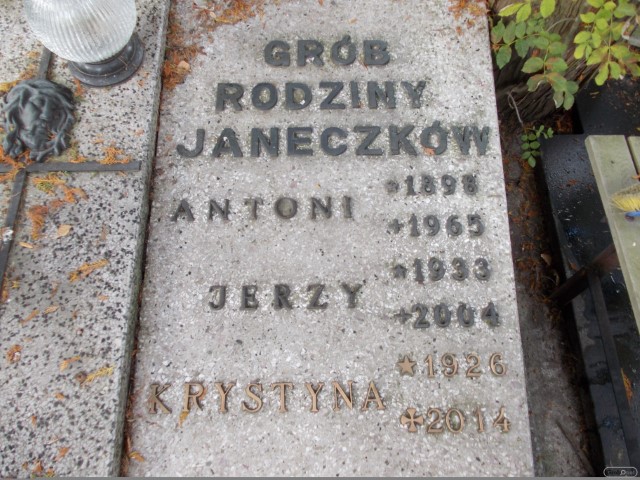 GRÓB
RODZINY
JANECZKÓW
ANTONI *1898
+1965
JERZY *1933
+2004
KRYSTYNA *1926
+2014